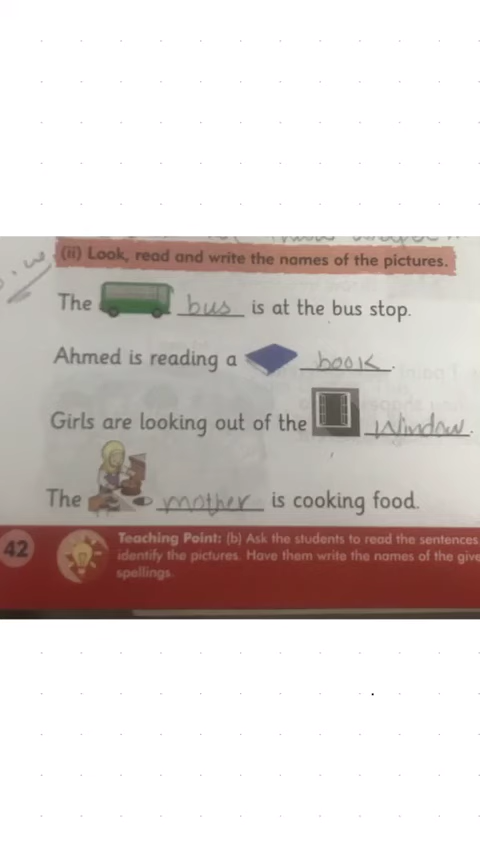 (ii) Look, read and write the names of the pictures.
The bus is at the bus stop.
Ahmed is reading a book.
Girls are looking out of the window.
The mother is cooking food.
42
Teaching Point: (b) Ask the students to read the sentences
identify the pictures. Have them write the names of the give
spellings.